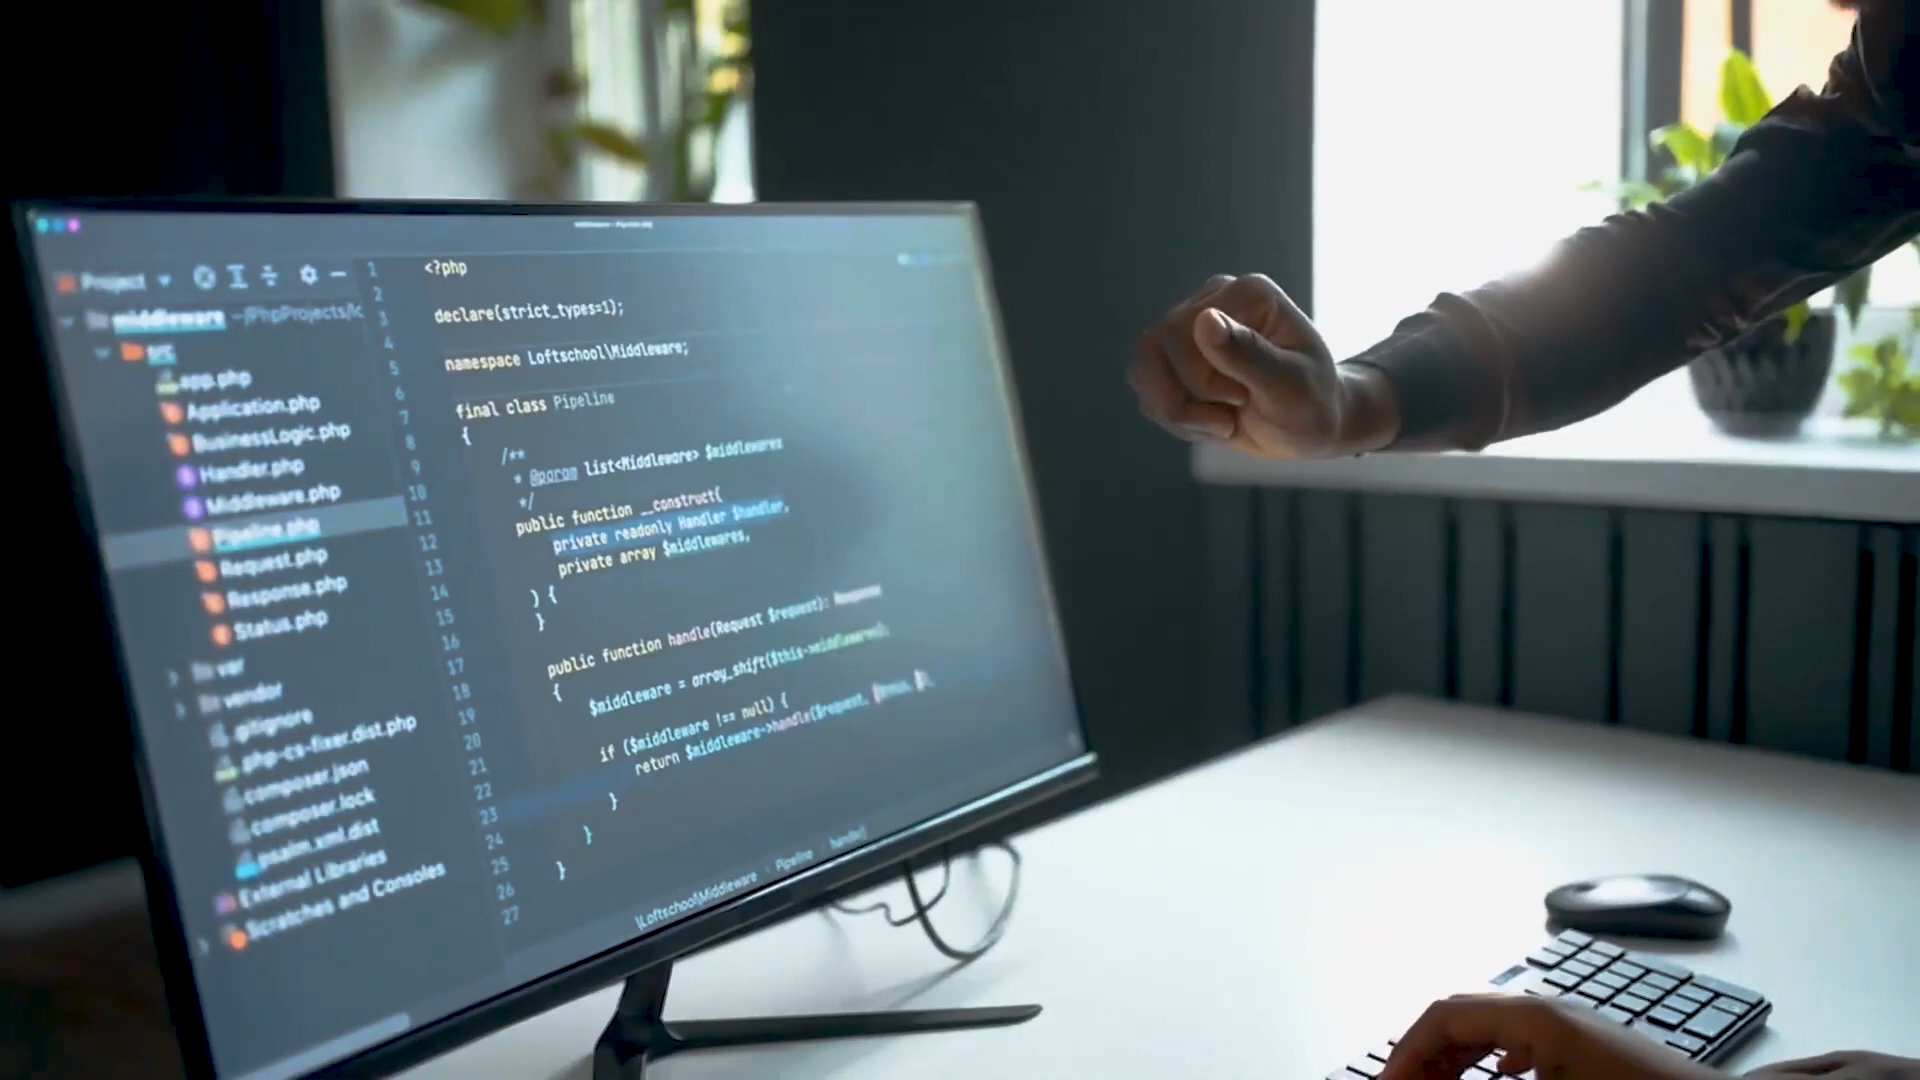 Project
middleware ~/PhpProjects/lo
src
app.php
Application.php
BusinessLogic.php
Handler.php
Middleware.php
Pipeline.php
Request.php
Response.php
Status.php
var
vendor
.gitignore
.php-cs-fixer.dist.php
composer.json
composer.lock
psalm.xml.dist
External Libraries
Scratches and Consoles
1 <?php
2
3 declare(strict_types=1);
4
5 namespace Loftschool\Middleware;
6
7 final class Pipeline
8 {
9 /**
10 * @param list<Middleware> $middlewares
11 */
12 public function __construct(
13 private readonly Handler $handler,
14 private array $middlewares,
15 ) {
16 }
17
18 public function handle(Request $request): Response
19 {
20 $middleware = array_shift($this->middlewares);
21
22 if ($middleware !== null) {
23 return $middleware->handle($request,
24 }
25 }
26 }
27
\Loftschool\Middleware › Pipeline › handle()